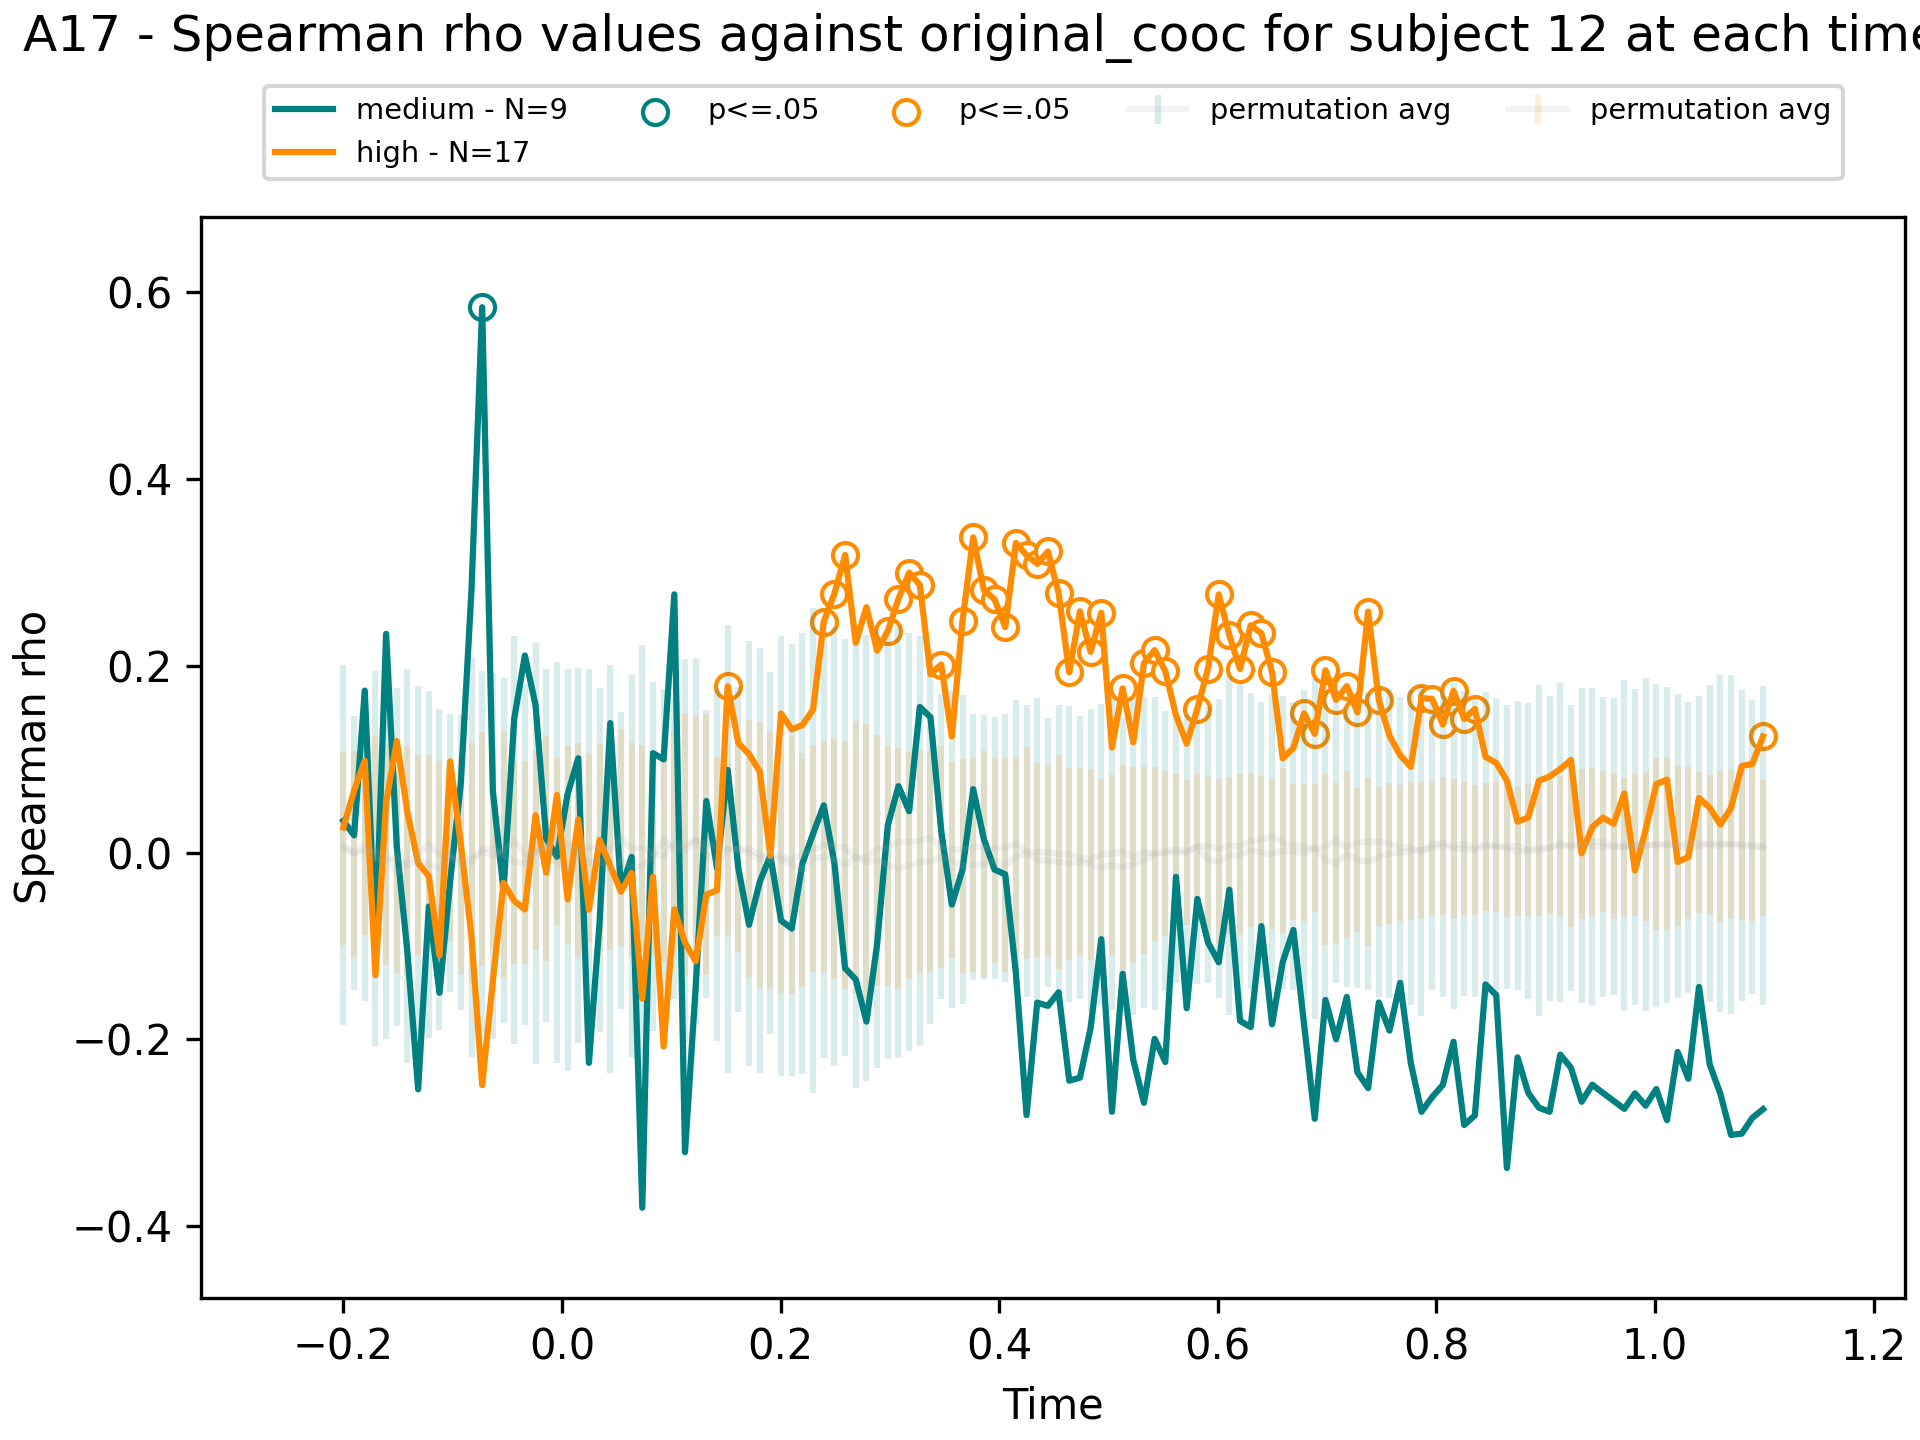 A17 - Spearman rho values against original_cooc for subject 12 at each time
medium - N=9 p<=.05 p<=.05 permutation avg permutation avg
high - N=17
0.6
0.4
0.2
0.0
−0.2
−0.4
Spearman rho
−0.2 0.0 0.2 0.4 0.6 0.8 1.0 1.2
Time